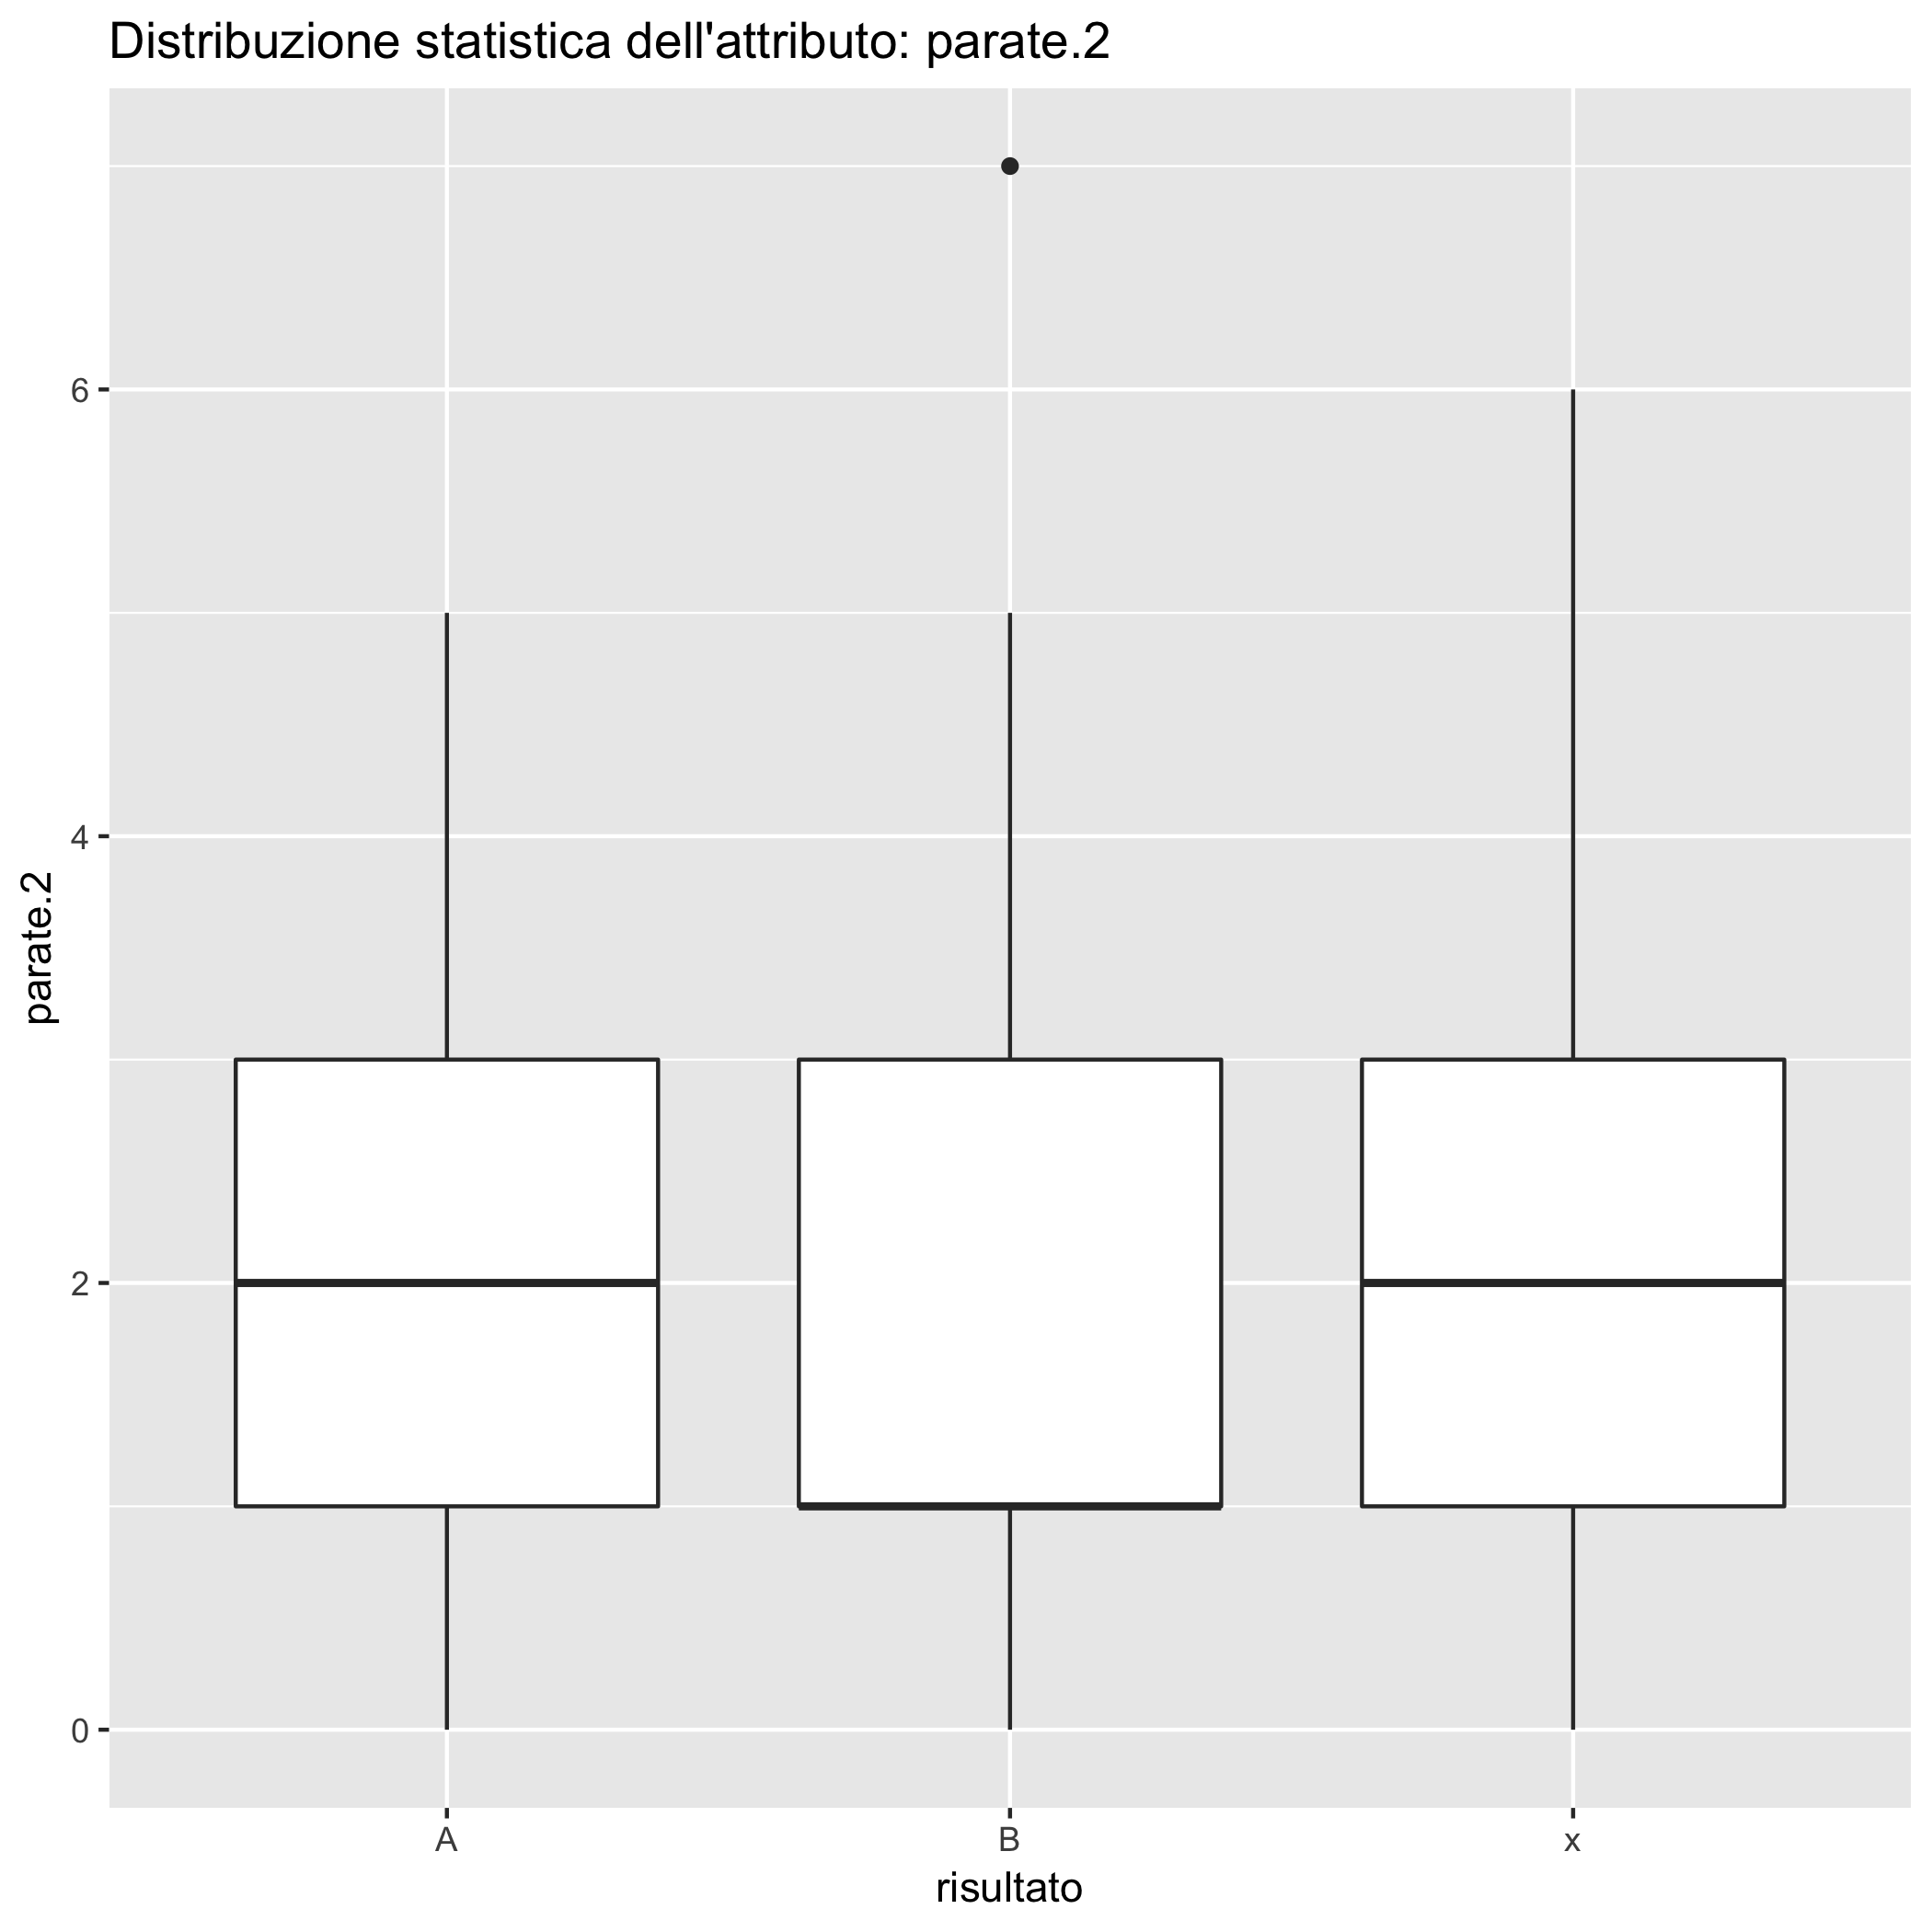 Distribuzione statistica dell'attributo: parate.2
parate.2
6
4
2
0
A
B
x
risultato